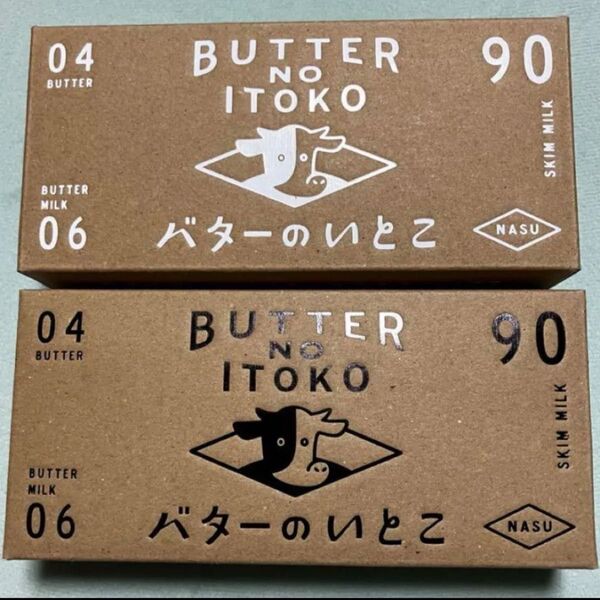 04
BUTTER
BUTTER
NO
ITOKO
90
SKIM MILK
BUTTER
MILK
06
バターのいとこ
NASU
04
BUTTER
BUTTER
NO
ITOKO
90
SKIM MILK
BUTTER
MILK
06
バターのいとこ
NASU